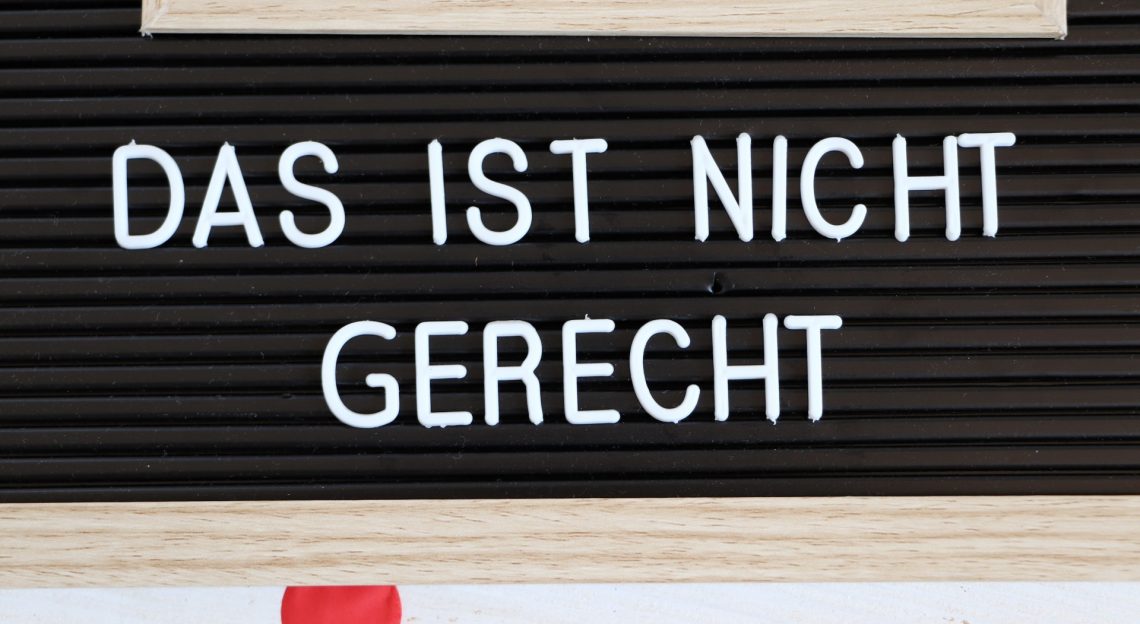 DAS IST NICHT
GERECHT